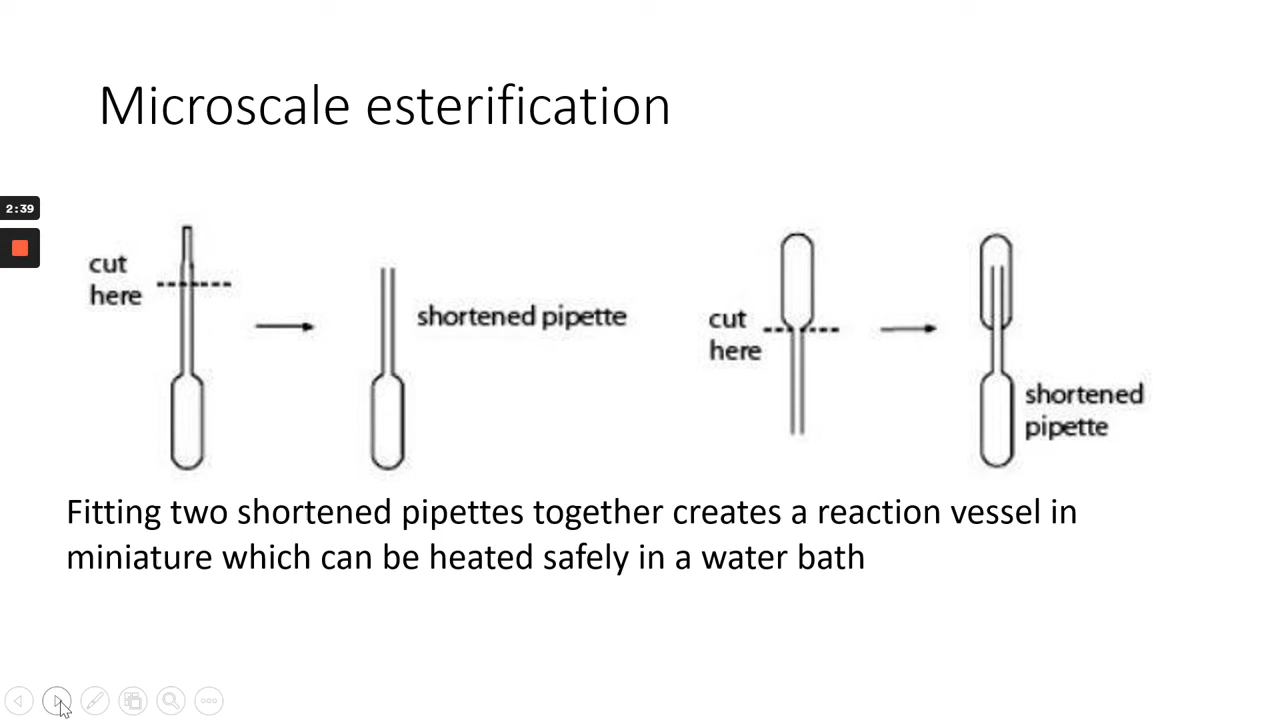 Microscale esterification
2:39
cut
here
shortened pipette
cut
here
shortened
pipette
Fitting two shortened pipettes together creates a reaction vessel in
miniature which can be heated safely in a water bath